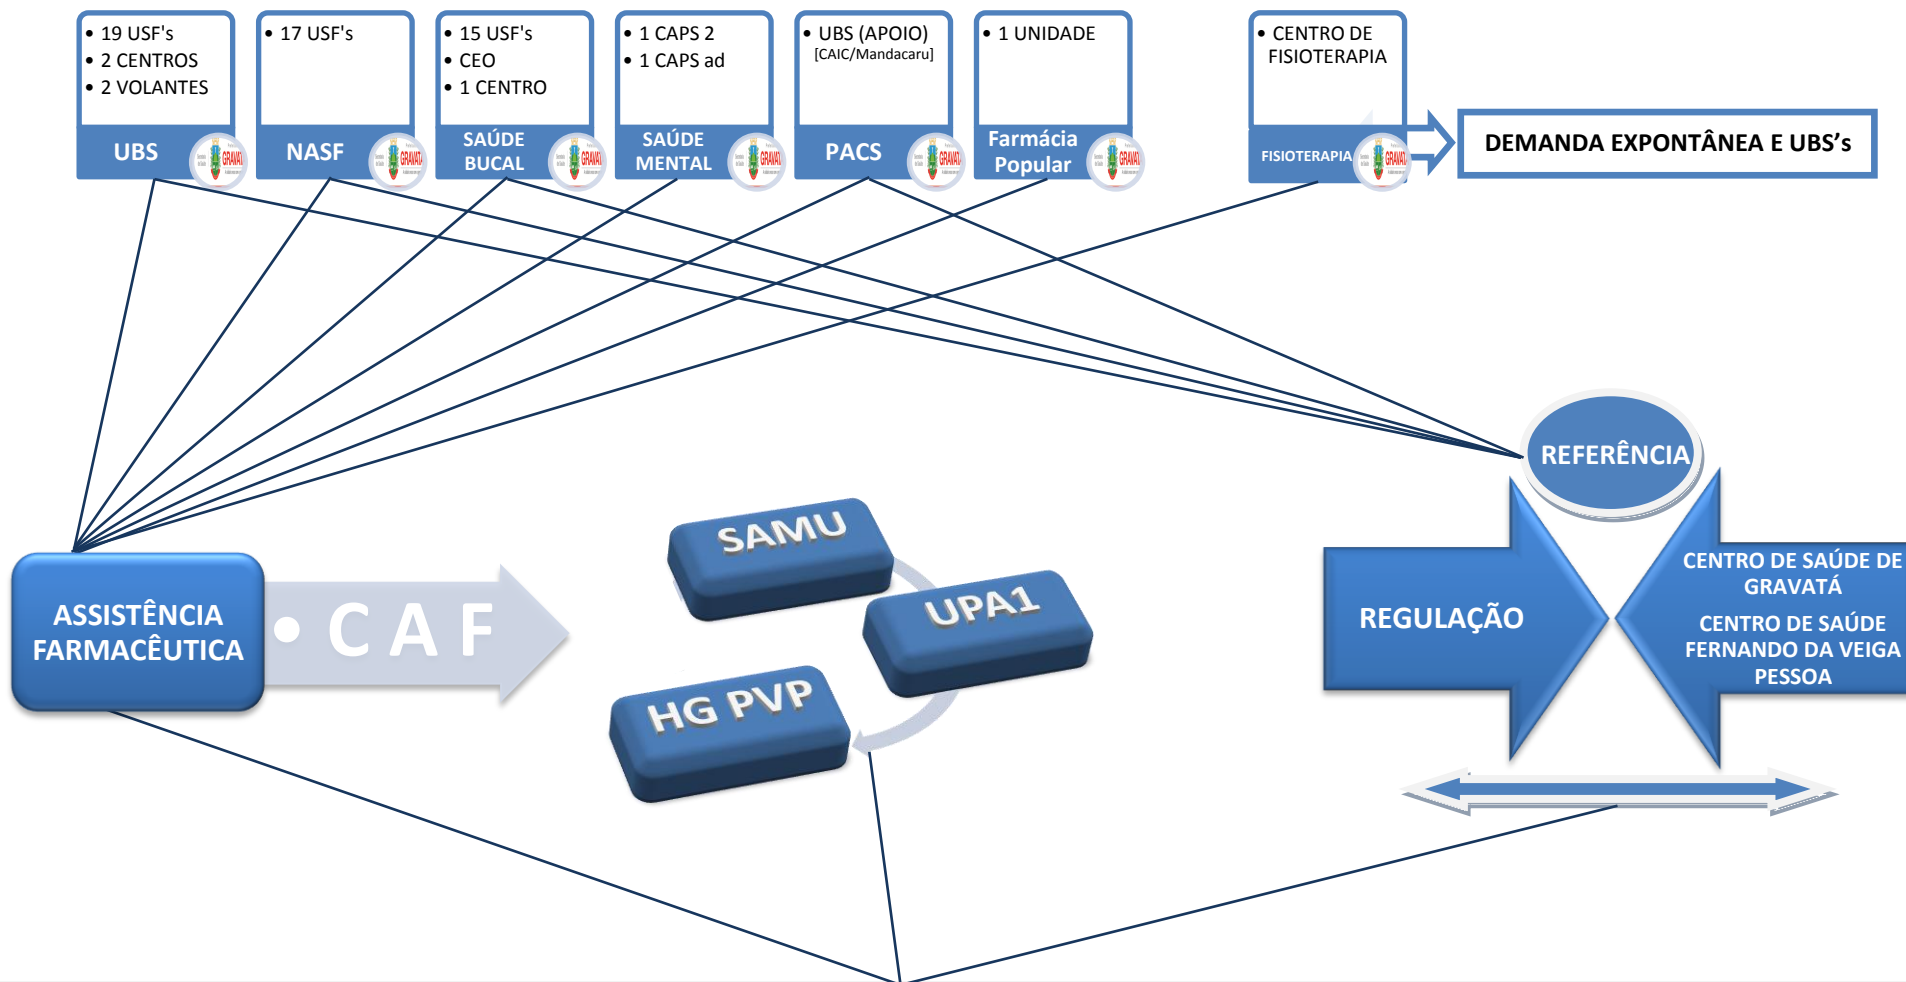 • 19 USF's
• 2 CENTROS
• 2 VOLANTES
UBS
• 17 USF's
NASF
• 15 USF's
• CEO
• 1 CENTRO
SAÚDE
BUCAL
• 1 CAPS 2
• 1 CAPS ad
SAÚDE
MENTAL
• UBS (APOIO)
[CAIC/Mandacaru]
PACS
• 1 UNIDADE
Farmácia
Popular
• CENTRO DE
FISIOTERAPIA
FISIOTERAPIA
DEMANDA EXPONTÂNEA E UBS's
REFERÊNCIA
ASSISTÊNCIA
FARMACÊUTICA
• C A F
SAMU
UPA1
HG PVP
REGULAÇÃO
CENTRO DE SAÚDE DE
GRAVATÁ
CENTRO DE SAÚDE
FERNANDO DA VEIGA
PESSOA